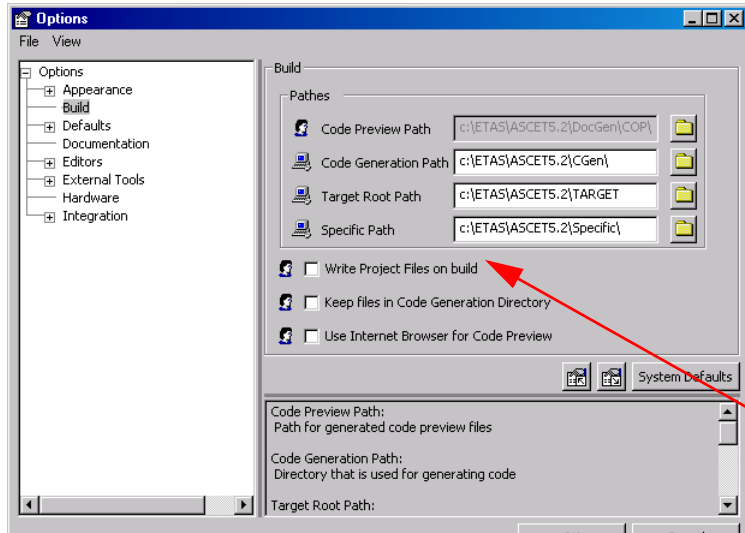 Options
File View
Options
Appearance
Build
Defaults
Documentation
Editors
External Tools
Hardware
Integration
Build
Pathes
Code Preview Path c:\ETAS\ASCET5.2\DocGen\COP\
Code Generation Path c:\ETAS\ASCET5.2\CGen\
Target Root Path c:\ETAS\ASCET5.2\TARGET
Specific Path c:\ETAS\ASCET5.2\Specific\
Write Project Files on build
Keep files in Code Generation Directory
Use Internet Browser for Code Preview
System Defaults
Code Preview Path:
Path for generated code preview files
Code Generation Path:
Directory that is used for generating code
Target Root Path: